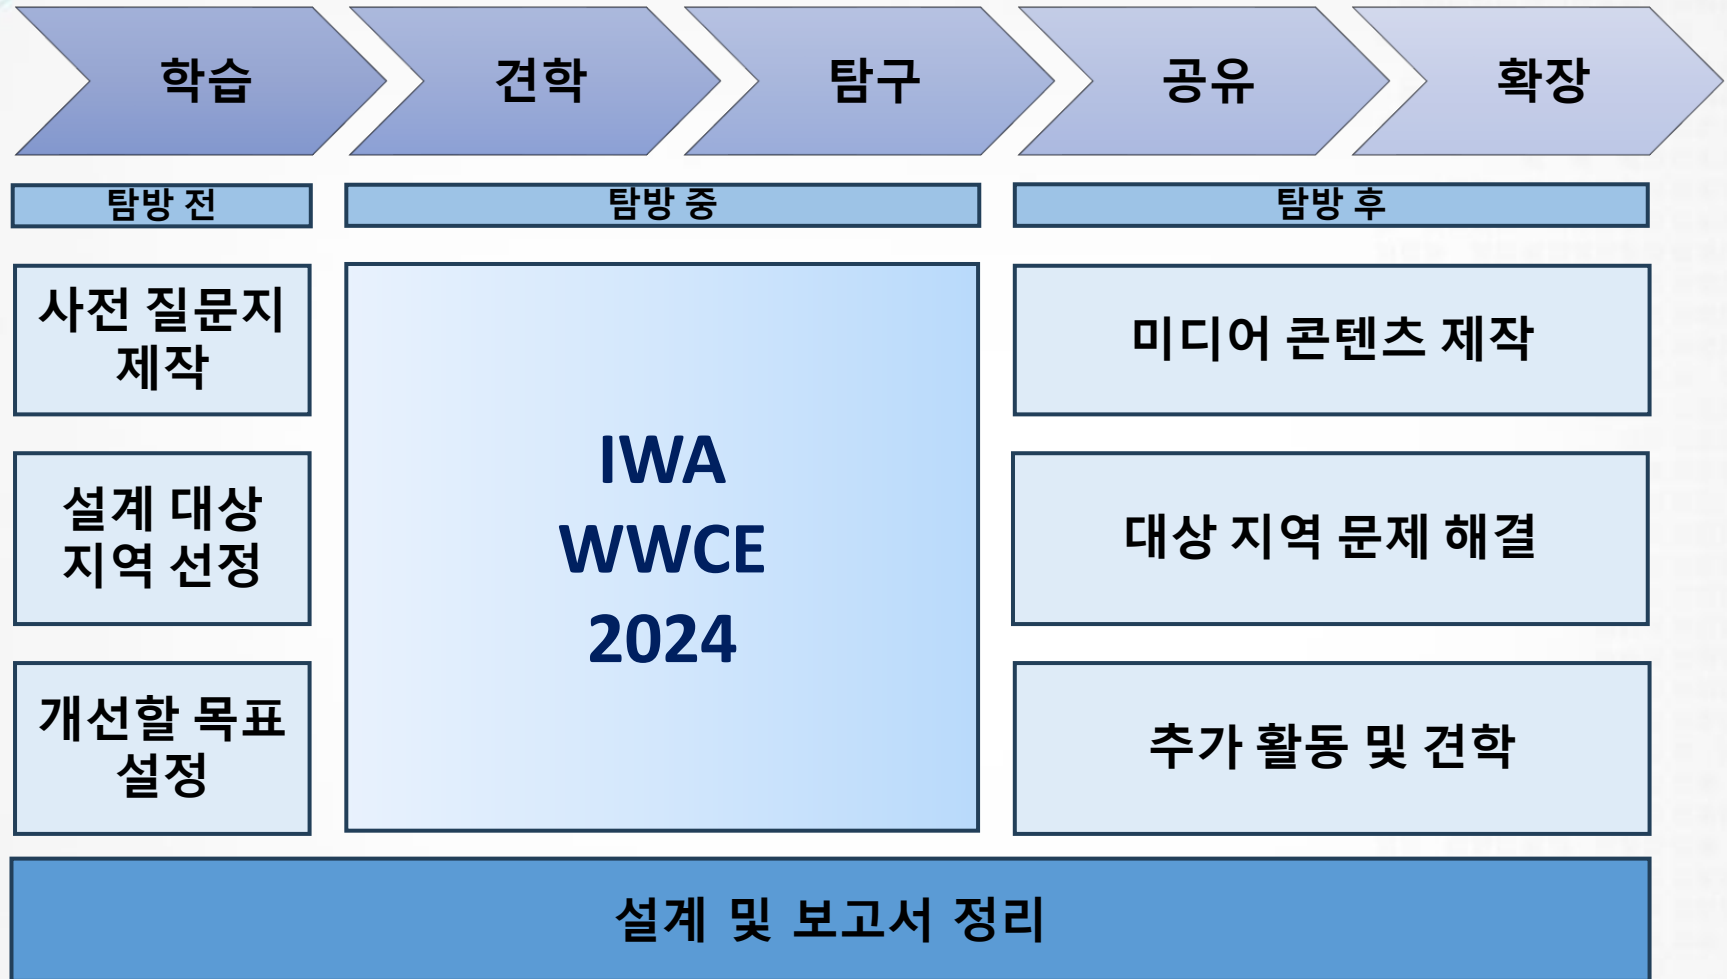 학습
견학
탐구
공유
확장
탐방 전
탐방 중
탐방 후
사전 질문지
제작
설계 대상
지역 선정
개선할 목표
설정
IWA
WWCE
2024
미디어 콘텐츠 제작
대상 지역 문제 해결
추가 활동 및 견학
설계 및 보고서 정리